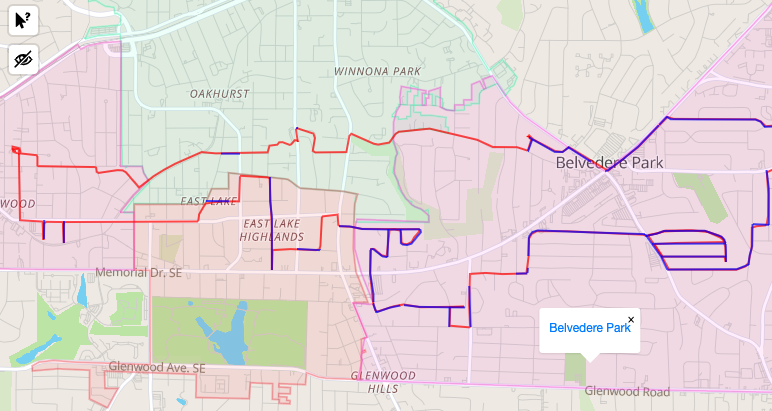 ?
WINNONA PARK
OAKHURST
Belvedere Park
WOOD
EAST LAKE
EAST LAKE
HIGHLANDS
Memorial Dr. SE
Belvedere Park
×
Glenwood Ave. SE
GLENWOOD
HILLS
Glenwood Road